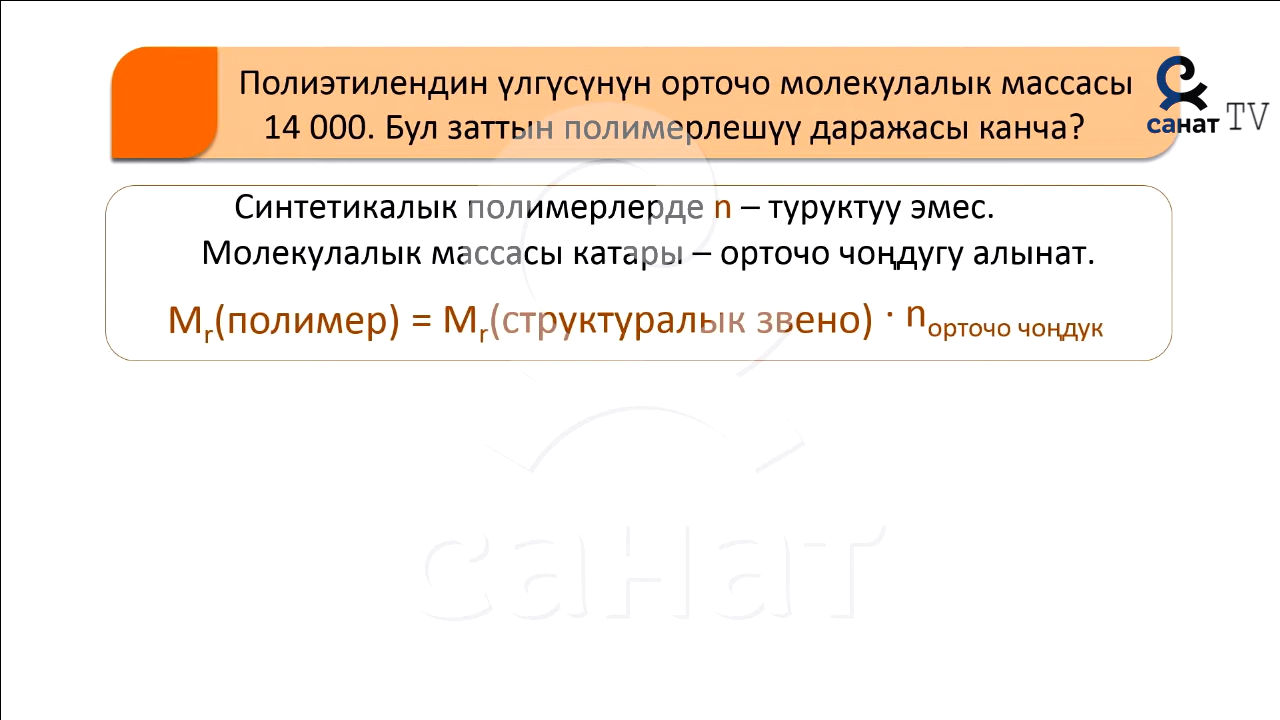 Полиэтилендин үлгүсүнүн орточо молекулалык массасы
14 000. Бул заттын полимерлешүү даражасы канча?
санат TV
Синтетикалык полимерлерде n – туруктуу эмес.
Молекулалык массасы катары – орточо чоңдугу алынат.
Mr(полимер) = Mr(структуралык звено) · nорточо чоңдук
санат